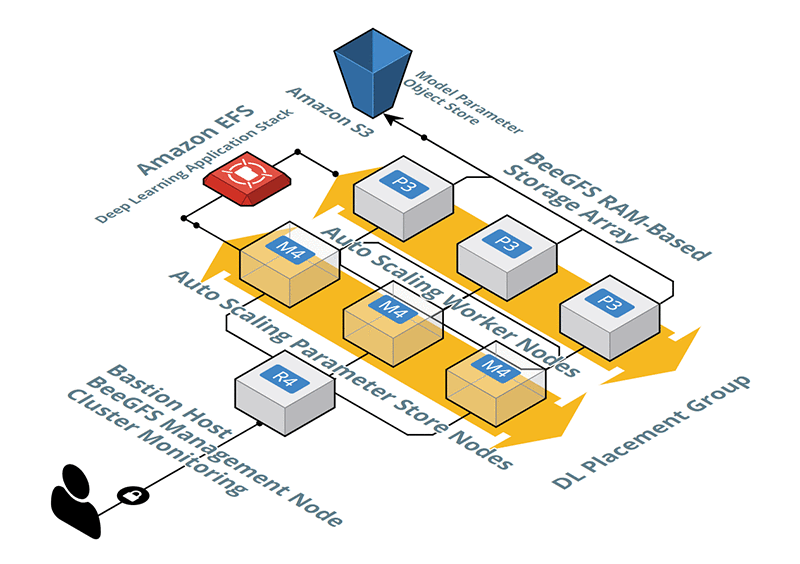 Model Parameter
Object Store
Amazon S3
Amazon EFS
Deep Learning Application Stack
BeeGFS RAM-Based
Storage Array
P3
P3
P3
Auto Scaling Worker Nodes
M4
M4
M4
Auto Scaling Parameter Store Nodes
R4
Bastion Host
BeeGFS Management Node
Cluster Monitoring
DL Placement Group